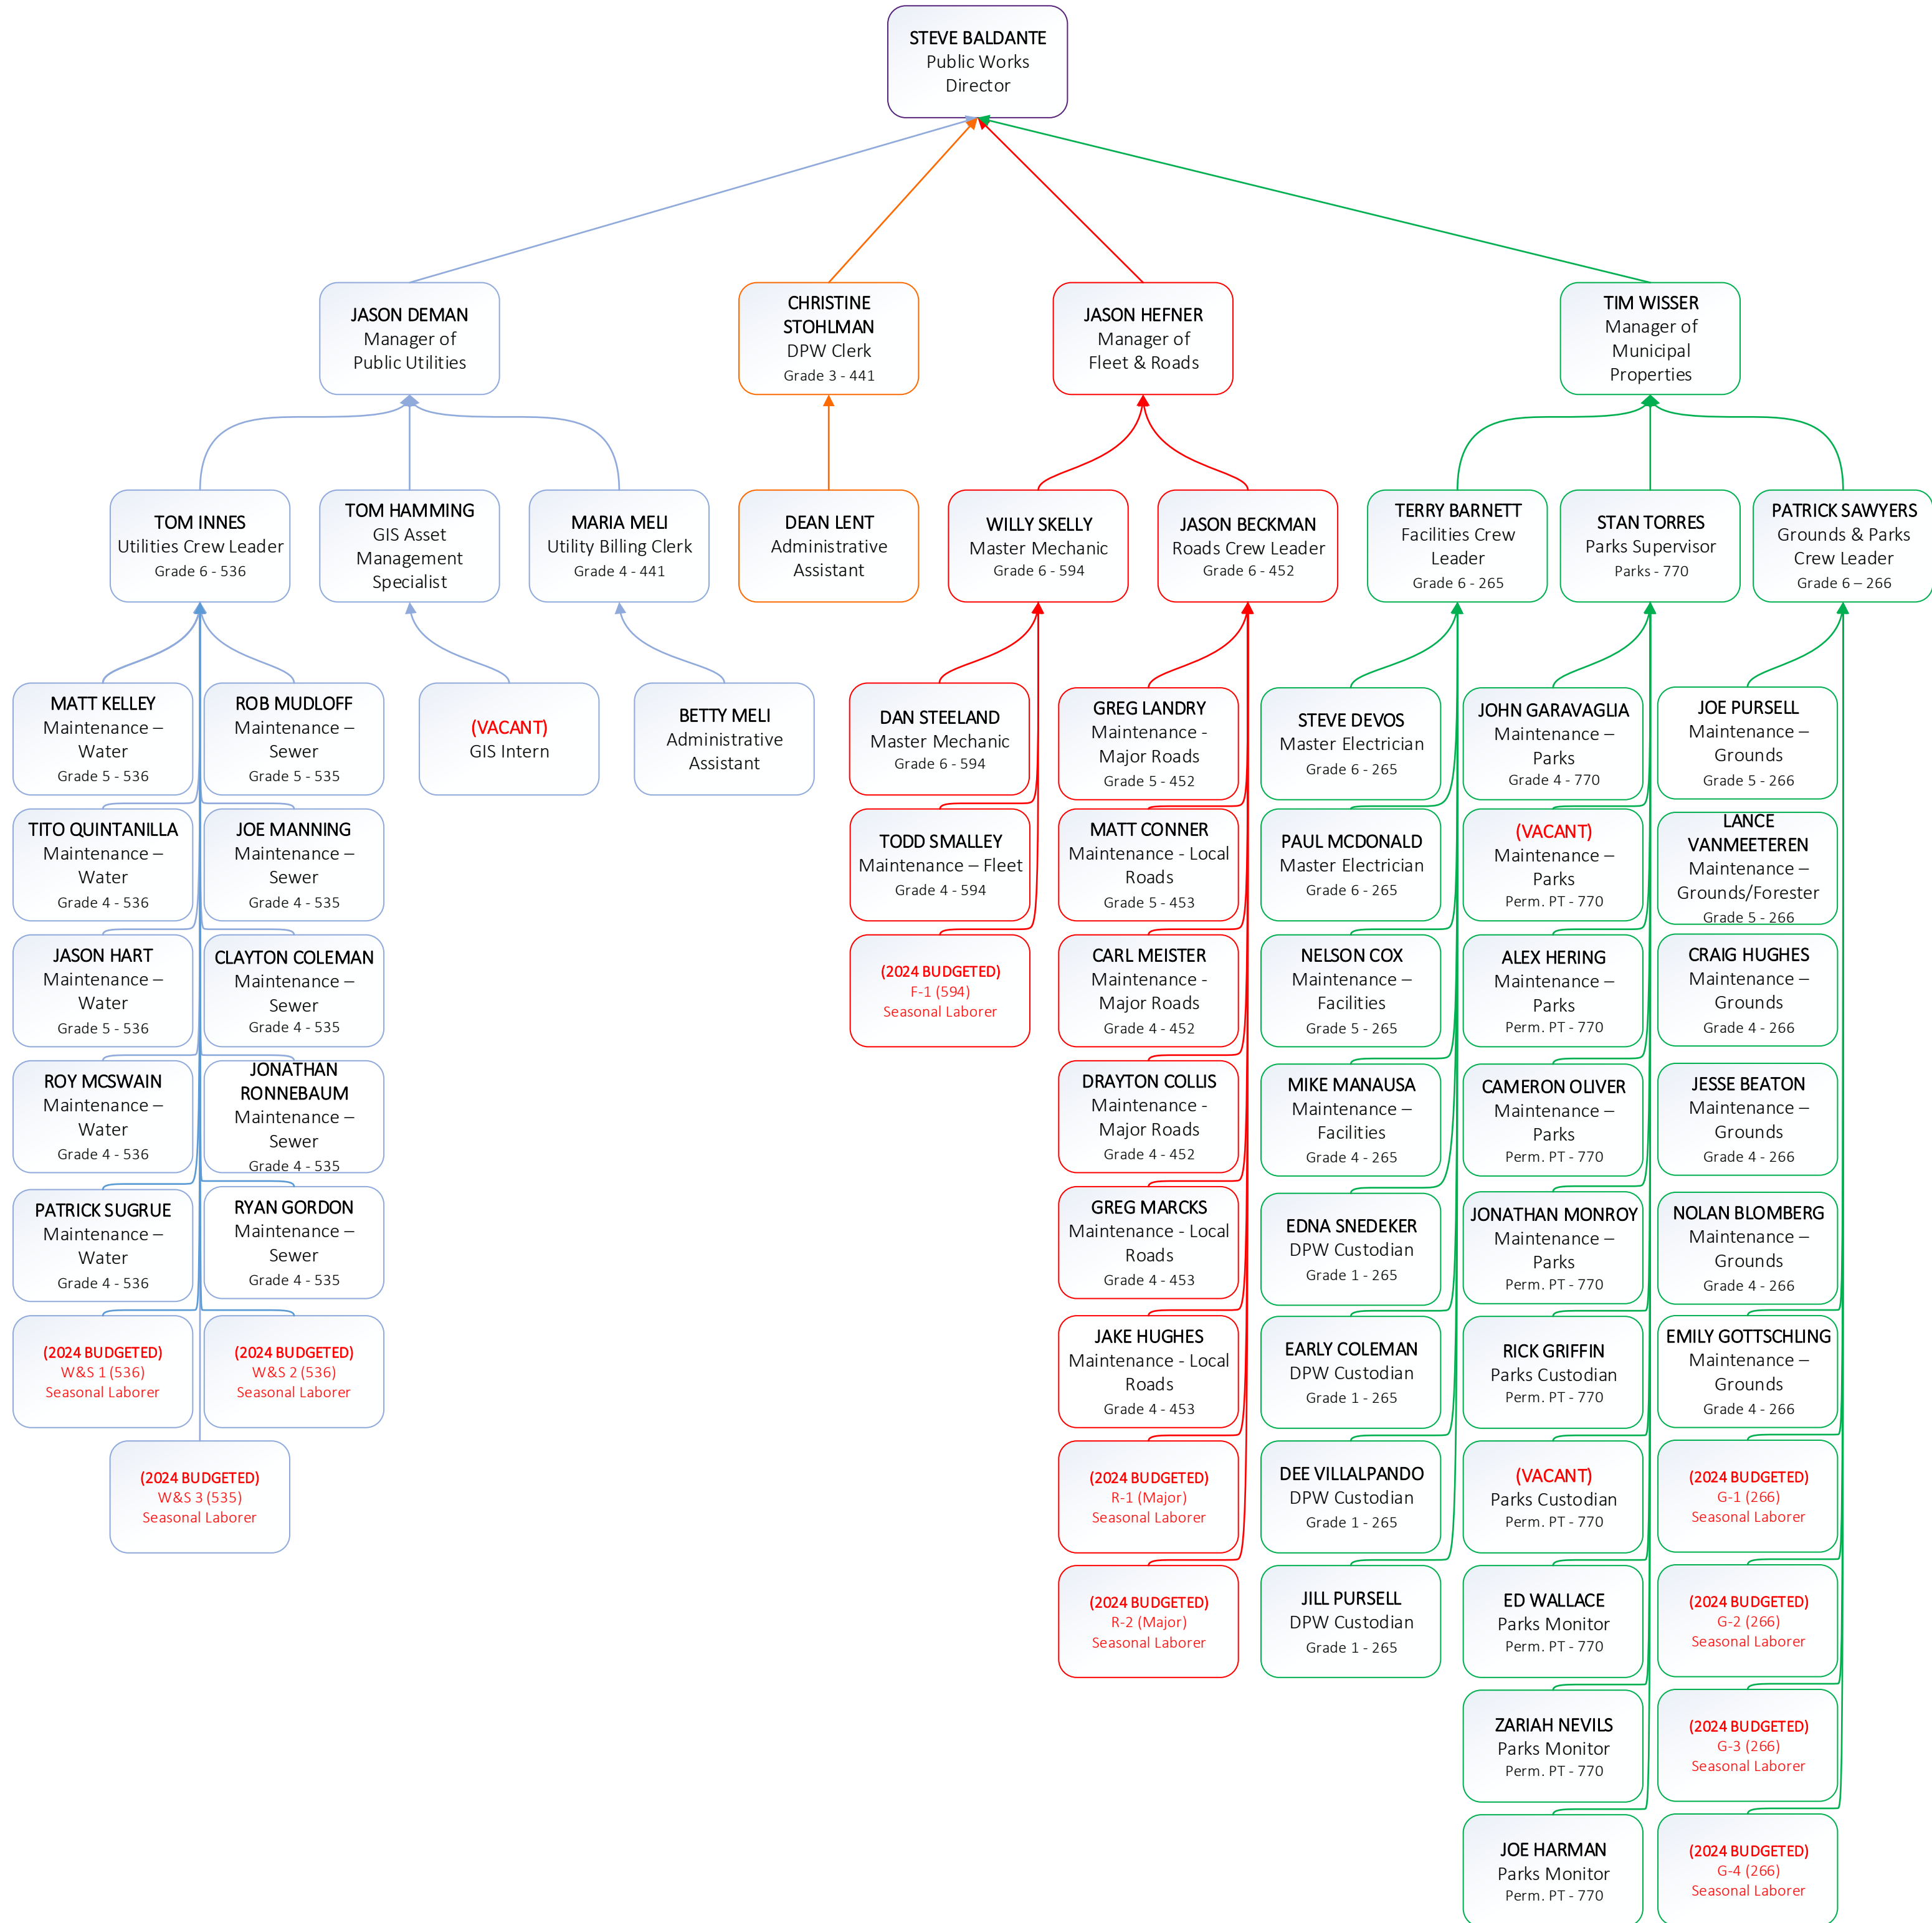 STEVE BALDANTE
Public Works
Director
JASON DEMAN
Manager of
Public Utilities
CHRISTINE
STOHLMAN
DPW Clerk
Grade 3 - 441
JASON HEFNER
Manager of
Fleet & Roads
TIM WISSER
Manager of
Municipal
Properties
TOM INNES
Utilities Crew Leader
Grade 6 - 536
TOM HAMMING
GIS Asset
Management
Specialist
MARIA MELI
Utility Billing Clerk
Grade 4 - 441
DEAN LENT
Administrative
Assistant
WILLY SKELLY
Master Mechanic
Grade 6 - 594
JASON BECKMAN
Roads Crew Leader
Grade 6 - 452
TERRY BARNETT
Facilities Crew
Leader
Grade 6 - 265
STAN TORRES
Parks Supervisor
Parks - 770
PATRICK SAWYERS
Grounds & Parks
Crew Leader
Grade 6 – 266
MATT KELLEY
Maintenance –
Water
Grade 5 - 536
TITO QUINTANILLA
Maintenance –
Water
Grade 4 - 536
JASON HART
Maintenance –
Water
Grade 5 - 536
ROY MCSWAIN
Maintenance –
Water
Grade 4 - 536
PATRICK SUGRUE
Maintenance –
Water
Grade 4 - 536
(2024 BUDGETED)
W&S 1 (536)
Seasonal Laborer
ROB MUDLOFF
Maintenance –
Sewer
Grade 5 - 535
JOE MANNING
Maintenance –
Sewer
Grade 4 - 535
CLAYTON COLEMAN
Maintenance –
Sewer
Grade 4 - 535
JONATHAN
RONNEBAUM
Maintenance –
Sewer
Grade 4 - 535
RYAN GORDON
Maintenance –
Sewer
Grade 4 - 535
(2024 BUDGETED)
W&S 2 (536)
Seasonal Laborer
(2024 BUDGETED)
W&S 3 (535)
Seasonal Laborer
(VACANT)
GIS Intern
BETTY MELI
Administrative
Assistant
DAN STEELAND
Master Mechanic
Grade 6 - 594
TODD SMALLEY
Maintenance – Fleet
Grade 4 - 594
(2024 BUDGETED)
F-1 (594)
Seasonal Laborer
GREG LANDRY
Maintenance -
Major Roads
Grade 5 - 452
MATT CONNER
Maintenance - Local
Roads
Grade 5 - 453
CARL MEISTER
Maintenance -
Major Roads
Grade 4 - 452
DRAYTON COLLIS
Maintenance -
Major Roads
Grade 4 - 452
GREG MARCKS
Maintenance - Local
Roads
Grade 4 - 453
JAKE HUGHES
Maintenance - Local
Roads
Grade 4 - 453
(2024 BUDGETED)
R-1 (Major)
Seasonal Laborer
(2024 BUDGETED)
R-2 (Major)
Seasonal Laborer
STEVE DEVOS
Master Electrician
Grade 6 - 265
PAUL MCDONALD
Master Electrician
Grade 6 - 265
NELSON COX
Maintenance –
Facilities
Grade 5 - 265
MIKE MANAUSA
Maintenance –
Facilities
Grade 4 - 265
EDNA SNEDEKER
DPW Custodian
Grade 1 - 265
EARLY COLEMAN
DPW Custodian
Grade 1 - 265
DEE VILLALPANDO
DPW Custodian
Grade 1 - 265
JILL PURSELL
DPW Custodian
Grade 1 - 265
JOHN GARAVAGLIA
Maintenance –
Parks
Grade 4 - 770
(VACANT)
Maintenance –
Parks
Perm. PT - 770
ALEX HERING
Maintenance –
Parks
Perm. PT - 770
CAMERON OLIVER
Maintenance –
Parks
Perm. PT - 770
JONATHAN MONROY
Maintenance –
Parks
Perm. PT - 770
RICK GRIFFIN
Parks Custodian
Perm. PT - 770
(VACANT)
Parks Custodian
Perm. PT - 770
ED WALLACE
Parks Monitor
Perm. PT - 770
ZARIAH NEVILS
Parks Monitor
Perm. PT - 770
JOE HARMAN
Parks Monitor
Perm. PT - 770
JOE PURSELL
Maintenance –
Grounds
Grade 5 - 266
LANCE
VANMEETEREN
Maintenance –
Grounds/Forester
Grade 5 - 266
CRAIG HUGHES
Maintenance –
Grounds
Grade 4 - 266
JESSE BEATON
Maintenance –
Grounds
Grade 4 - 266
NOLAN BLOMBERG
Maintenance –
Grounds
Grade 4 - 266
EMILY GOTTSCHLING
Maintenance –
Grounds
Grade 4 - 266
(2024 BUDGETED)
G-1 (266)
Seasonal Laborer
(2024 BUDGETED)
G-2 (266)
Seasonal Laborer
(2024 BUDGETED)
G-3 (266)
Seasonal Laborer
(2024 BUDGETED)
G-4 (266)
Seasonal Laborer